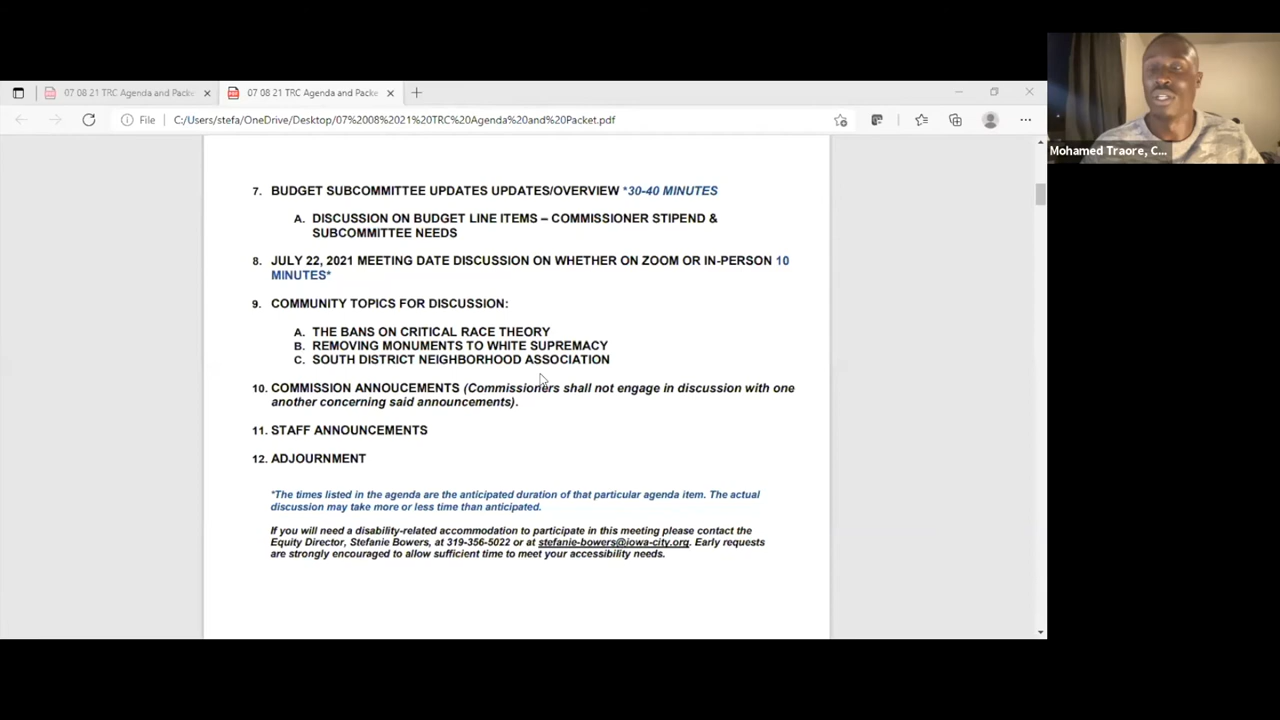 07 08 21 TRC Agenda and Packe
07 08 21 TRC Agenda and Packe
File
C:/Users/stefa/OneDrive/Desktop/07%2008%2021%20TRC%20Agenda%20and%20Packet.pdf
Mohamed Traore, C...
7. BUDGET SUBCOMMITTEE UPDATES UPDATES/OVERVIEW *30-40 MINUTES
A. DISCUSSION ON BUDGET LINE ITEMS – COMMISSIONER STIPEND &
SUBCOMMITTEE NEEDS
8. JULY 22, 2021 MEETING DATE DISCUSSION ON WHETHER ON ZOOM OR IN-PERSON 10
MINUTES*
9. COMMUNITY TOPICS FOR DISCUSSION:
A. THE BANS ON CRITICAL RACE THEORY
B. REMOVING MONUMENTS TO WHITE SUPREMACY
C. SOUTH DISTRICT NEIGHBORHOOD ASSOCIATION
10. COMMISSION ANNOUCEMENTS (Commissioners shall not engage in discussion with one
another concerning said announcements).
11. STAFF ANNOUNCEMENTS
12. ADJOURNMENT
*The times listed in the agenda are the anticipated duration of that particular agenda item. The actual
discussion may take more or less time than anticipated.
If you will need a disability-related accommodation to participate in this meeting please contact the
Equity Director, Stefanie Bowers, at 319-356-5022 or at stefanie-bowers@iowa-city.org. Early requests
are strongly encouraged to allow sufficient time to meet your accessibility needs.